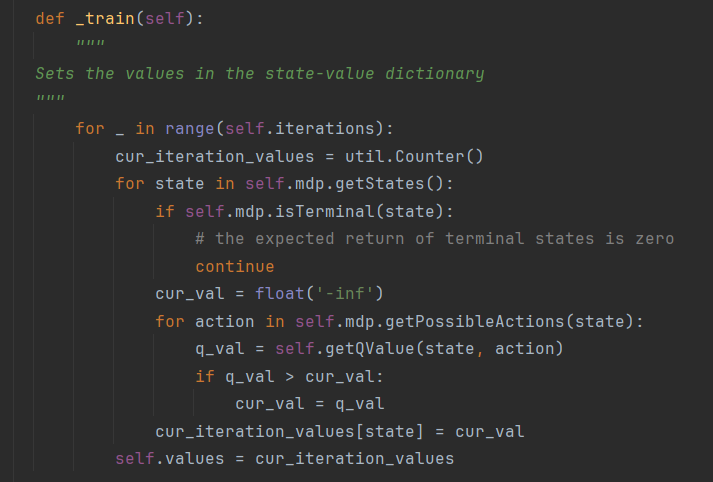 def _train(self):
"""
Sets the values in the state-value dictionary
"""
for _ in range(self.iterations):
cur_iteration_values = util.Counter()
for state in self.mdp.getStates():
if self.mdp.isTerminal(state):
# the expected return of terminal states is zero
continue
cur_val = float('-inf')
for action in self.mdp.getPossibleActions(state):
q_val = self.getQValue(state, action)
if q_val > cur_val:
cur_val = q_val
cur_iteration_values[state] = cur_val
self.values = cur_iteration_values